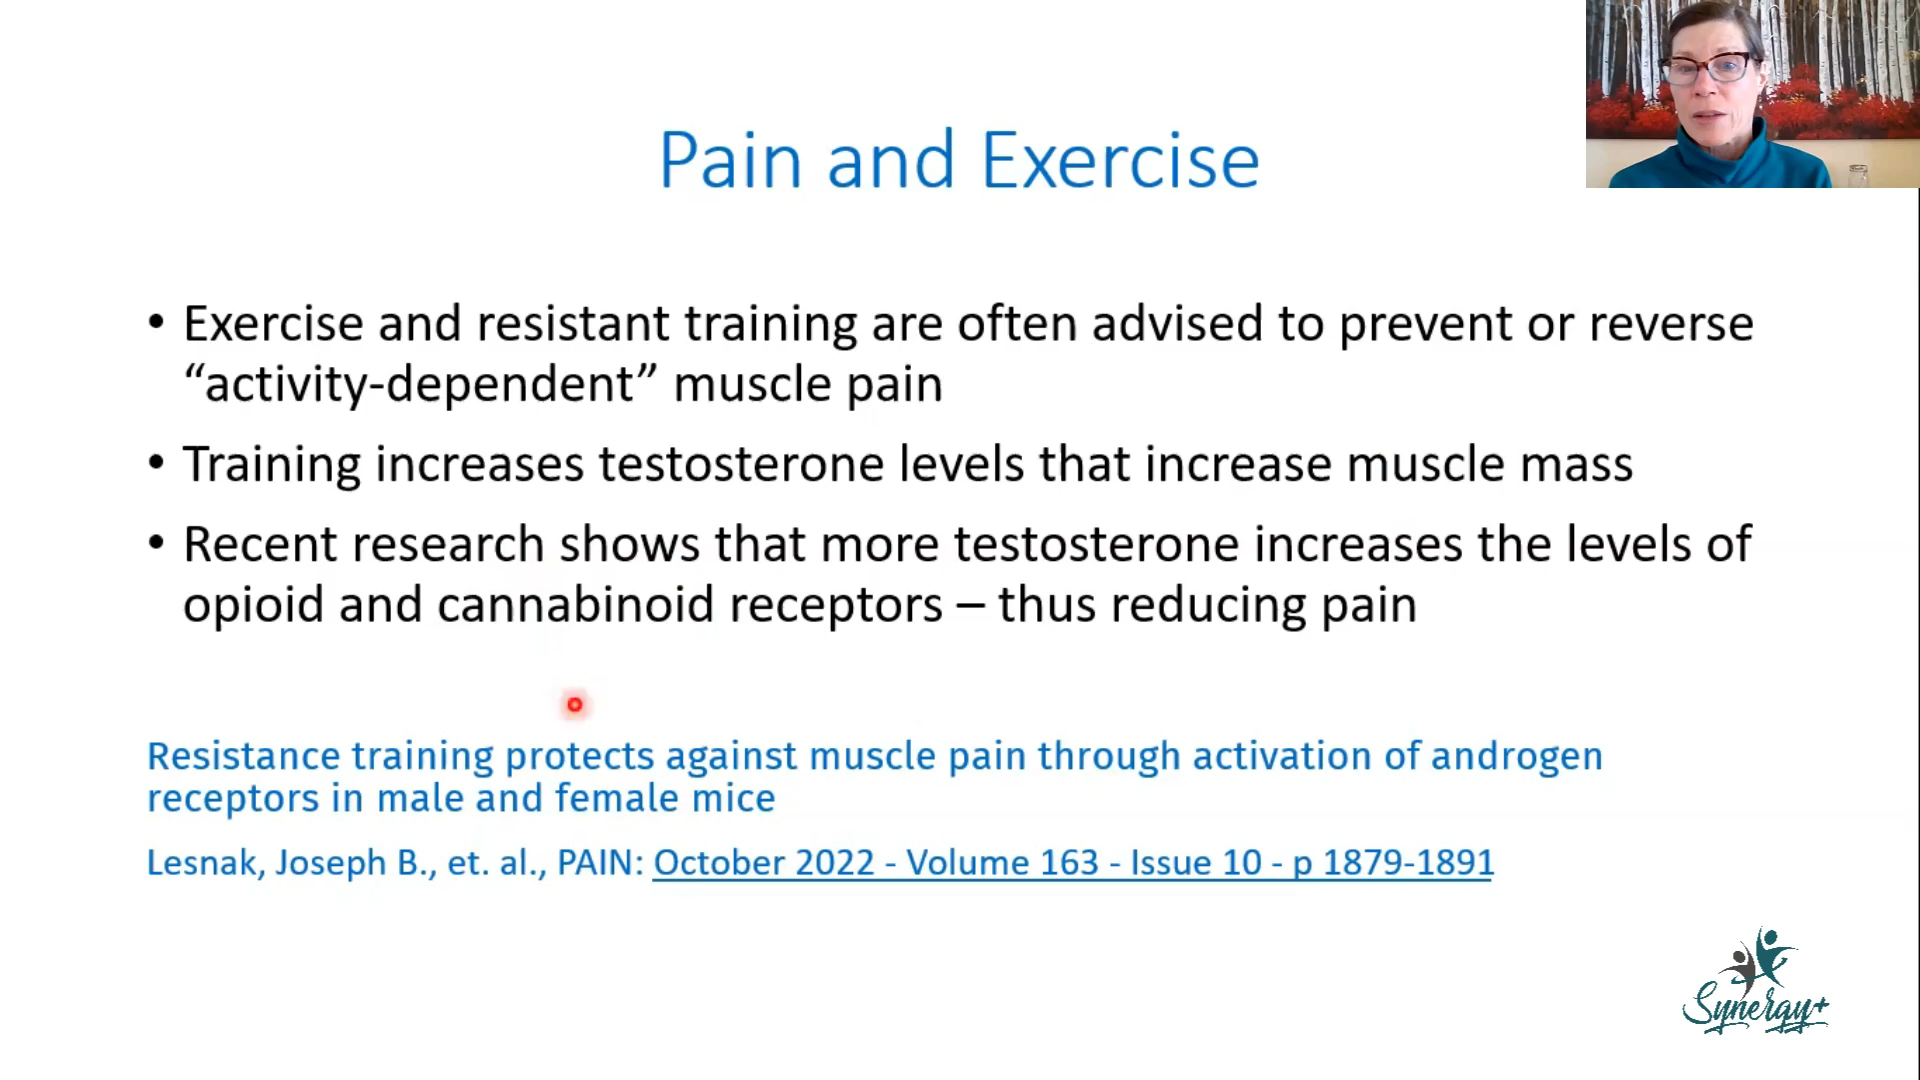 Pain and Exercise
• Exercise and resistant training are often advised to prevent or reverse
“activity-dependent” muscle pain
• Training increases testosterone levels that increase muscle mass
• Recent research shows that more testosterone increases the levels of
opioid and cannabinoid receptors – thus reducing pain
Resistance training protects against muscle pain through activation of androgen
receptors in male and female mice
Lesnak, Joseph B., et. al., PAIN: October 2022 - Volume 163 - Issue 10 - p 1879-1891
Synergy+